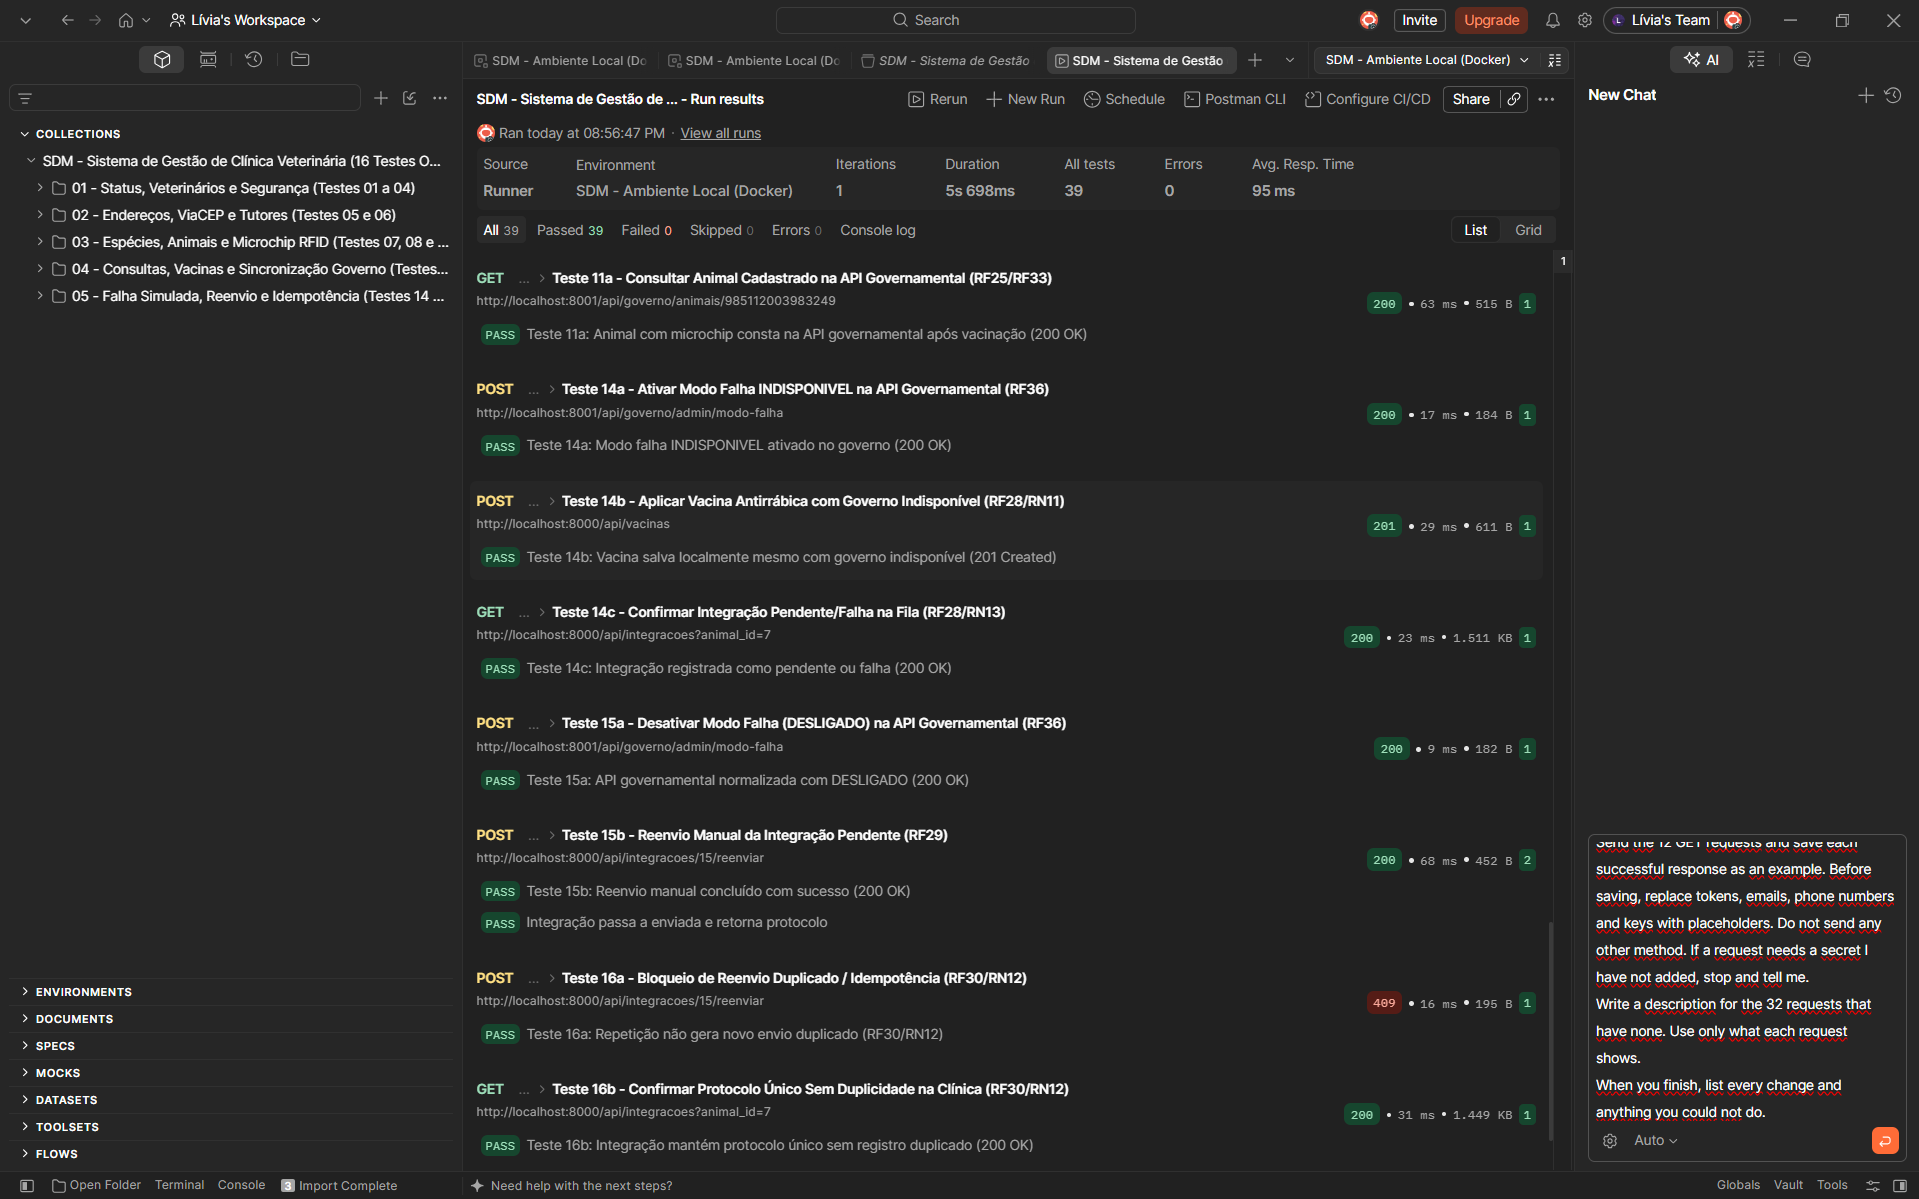 Lívia's Workspace
Search
Invite
Upgrade
L
Lívia's Team
SDM - Ambiente Local (Do
SDM - Ambiente Local (Do
SDM - Sistema de Gestão
SDM - Sistema de Gestão
SDM - Ambiente Local (Docker)
AI
COLLECTIONS
SDM - Sistema de Gestão de Clínica Veterinária (16 Testes O...
01 - Status, Veterinários e Segurança (Testes 01 a 04)
02 - Endereços, ViaCEP e Tutores (Testes 05 e 06)
03 - Espécies, Animais e Microchip RFID (Testes 07, 08 e ...
04 - Consultas, Vacinas e Sincronização Governo (Testes...
05 - Falha Simulada, Reenvio e Idempotência (Testes 14 ...
ENVIRONMENTS
DOCUMENTS
SPECS
MOCKS
DATASETS
TOOLSETS
FLOWS
SDM - Sistema de Gestão de ... - Run results
Rerun
New Run
Schedule
Postman CLI
Configure CI/CD
Share
Ran today at 08:56:47 PM · View all runs
Source Environment Iterations Duration All tests Errors Avg. Resp. Time
Runner SDM - Ambiente Local (Docker) 1 5s 698ms 39 0 95 ms
All 39 Passed 39 Failed 0 Skipped 0 Errors 0 Console log
List Grid
1
GET ... > Teste 11a - Consultar Animal Cadastrado na API Governamental (RF25/RF33)
http://localhost:8001/api/governo/animais/985112003983249
200 • 63 ms • 515 B 1
PASS Teste 11a: Animal com microchip consta na API governamental após vacinação (200 OK)
POST ... > Teste 14a - Ativar Modo Falha INDISPONIVEL na API Governamental (RF36)
http://localhost:8001/api/governo/admin/modo-falha
200 • 17 ms • 184 B 1
PASS Teste 14a: Modo falha INDISPONIVEL ativado no governo (200 OK)
POST ... > Teste 14b - Aplicar Vacina Antirrábica com Governo Indisponível (RF28/RN11)
http://localhost:8000/api/vacinas
201 • 29 ms • 611 B 1
PASS Teste 14b: Vacina salva localmente mesmo com governo indisponível (201 Created)
GET ... > Teste 14c - Confirmar Integração Pendente/Falha na Fila (RF28/RN13)
http://localhost:8000/api/integracoes?animal_id=7
200 • 23 ms • 1.511 KB 1
PASS Teste 14c: Integração registrada como pendente ou falha (200 OK)
POST ... > Teste 15a - Desativar Modo Falha (DESLIGADO) na API Governamental (RF36)
http://localhost:8001/api/governo/admin/modo-falha
200 • 9 ms • 182 B 1
PASS Teste 15a: API governamental normalizada com DESLIGADO (200 OK)
POST ... > Teste 15b - Reenvio Manual da Integração Pendente (RF29)
http://localhost:8000/api/integracoes/15/reenviar
200 • 68 ms • 452 B 2
PASS Teste 15b: Reenvio manual concluído com sucesso (200 OK)
PASS Integração passa a enviada e retorna protocolo
POST ... > Teste 16a - Bloqueio de Reenvio Duplicado / Idempotência (RF30/RN12)
http://localhost:8000/api/integracoes/15/reenviar
409 • 16 ms • 195 B 1
PASS Teste 16a: Repetição não gera novo envio duplicado (RF30/RN12)
GET ... > Teste 16b - Confirmar Protocolo Único Sem Duplicidade na Clínica (RF30/RN12)
http://localhost:8000/api/integracoes?animal_id=7
200 • 31 ms • 1.449 KB 1
PASS Teste 16b: Integração mantém protocolo único sem registro duplicado (200 OK)
New Chat
Send the 12 GET requests and save each
successful response as an example. Before
saving, replace tokens, emails, phone numbers
and keys with placeholders. Do not send any
other method. If a request needs a secret I
have not added, stop and tell me.
Write a description for the 32 requests that
have none. Use only what each request
shows.
When you finish, list every change and
anything you could not do.
Auto
Open Folder Terminal Console 3 Import Complete
Need help with the next steps?
Globals Vault Tools